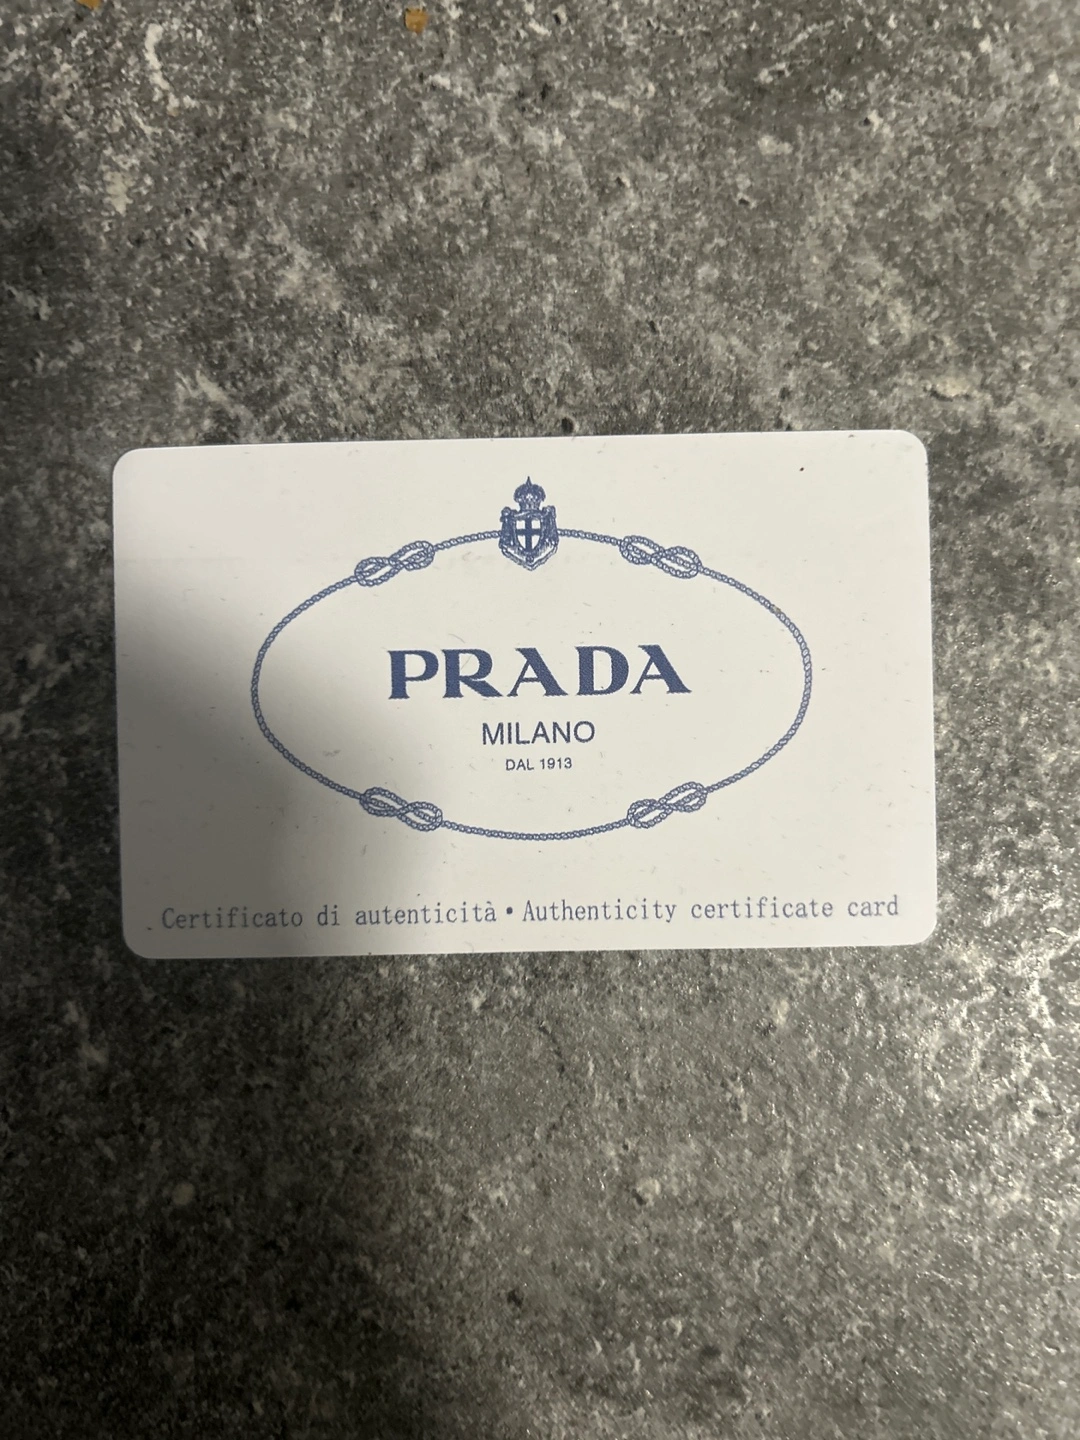 PRADA
MILANO
DAL 1913
Certificato di autenticità • Authenticity certificate card